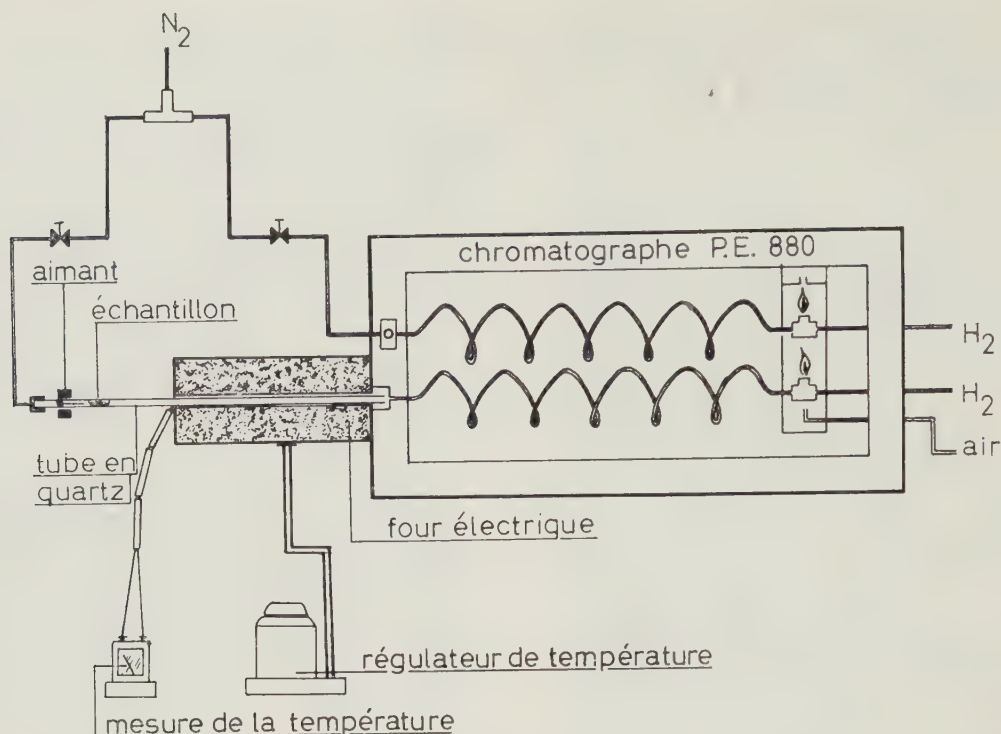 N2
aimant
échantillon
chromatographe P.E. 880
H2
H2
air
tube en
quartz
four électrique
régulateur de température
mesure de la température